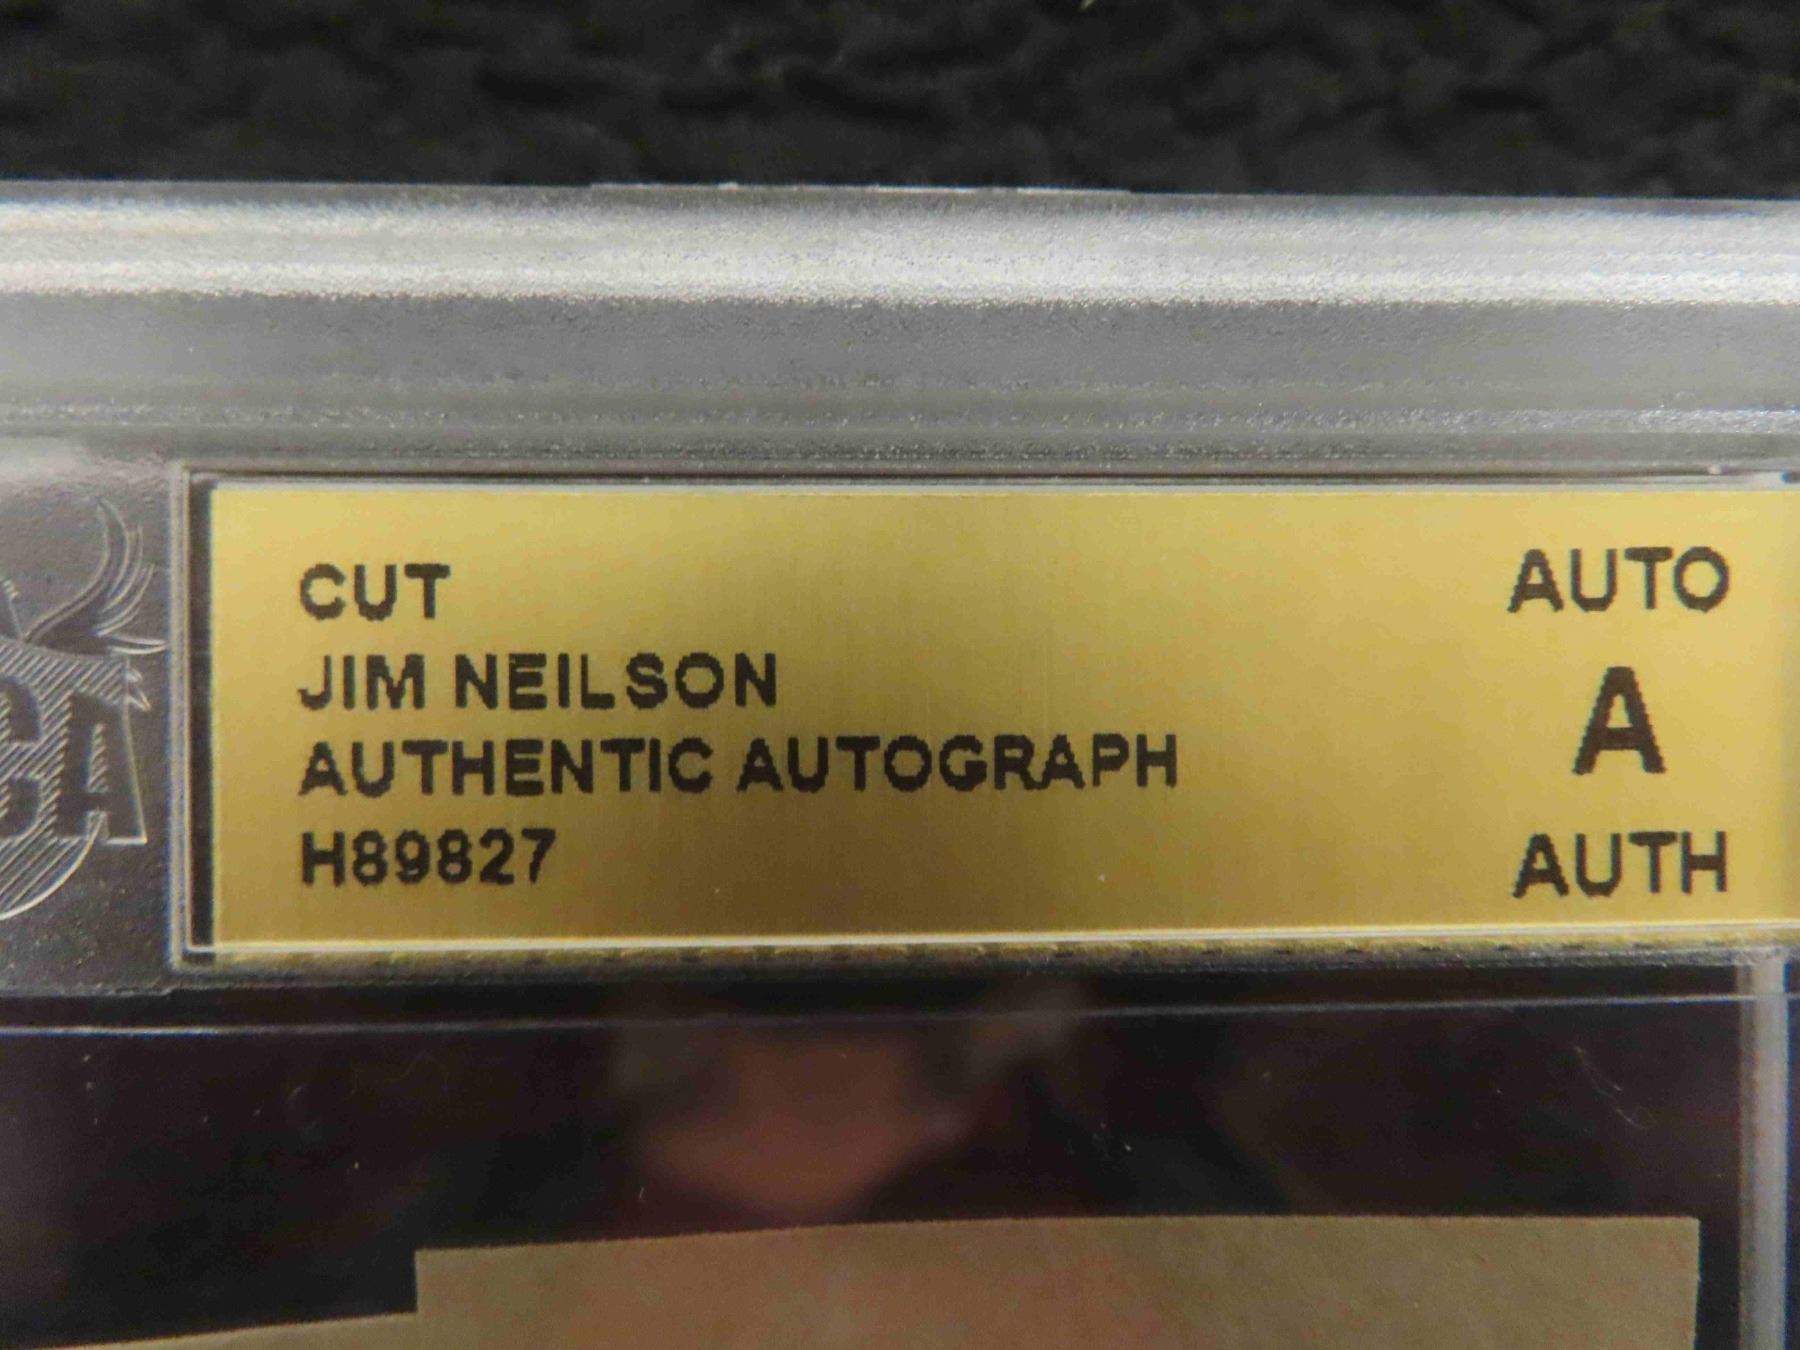 CUT
JIM NEILSON
AUTHENTIC AUTOGRAPH
H89827
AUTO
A
AUTH